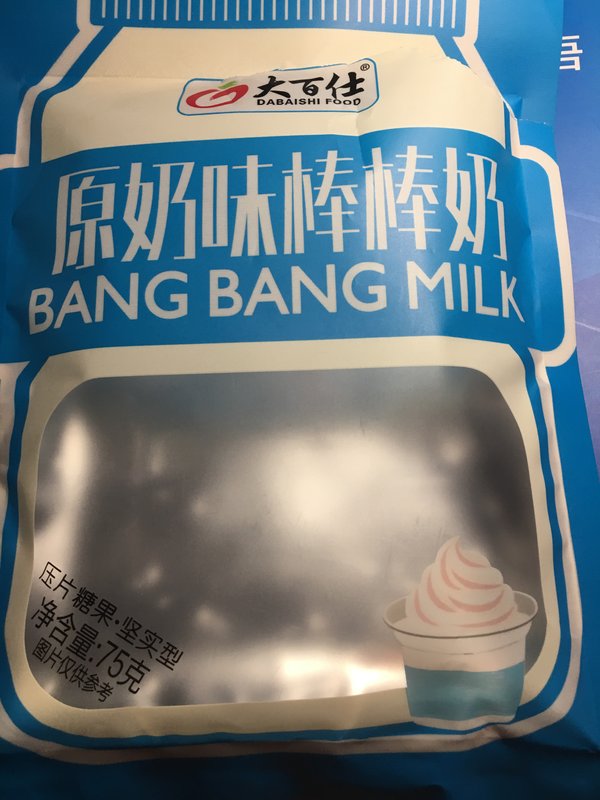 大百仕®
DABAISHI FOOD
原奶味棒棒奶
BANG BANG MILK
压片糖果·坚实型
净含量:75克
图片仅供参考